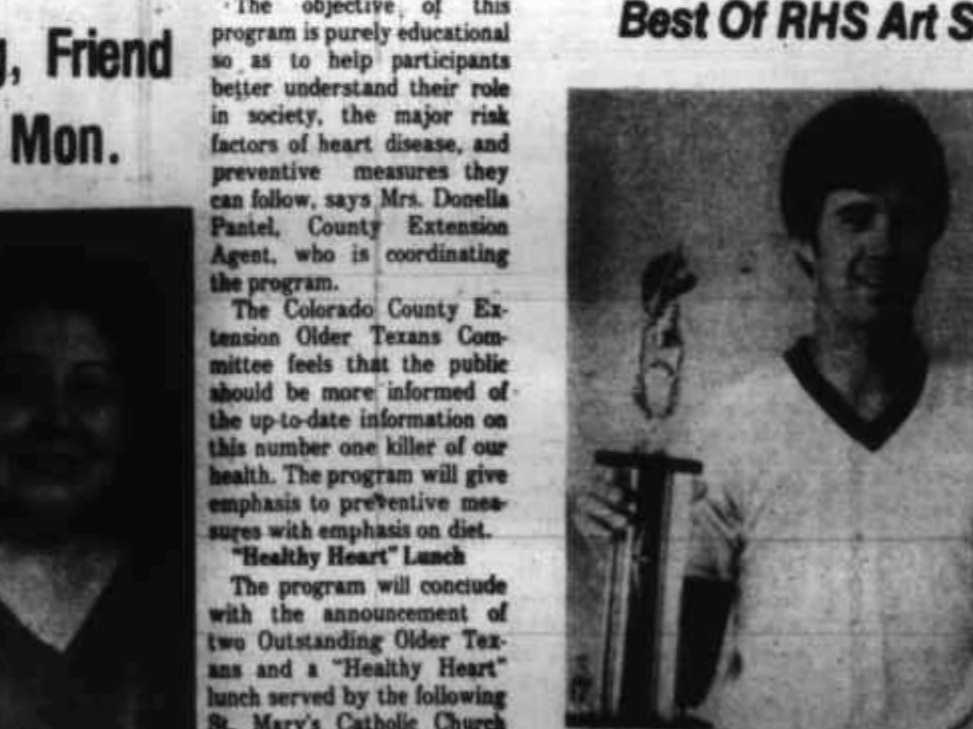 g, Friend
Mon.
The objective of this
program is purely educational
so as to help participants
better understand their role
in society, the major risk
factors of heart disease, and
preventive measures they
can follow, says Mrs. Donella
Pantel, County Extension
Agent, who is coordinating
the program.
The Colorado County Ex-
tension Older Texans Com-
mittee feels that the public
should be more informed of
the up-to-date information on
this number one killer of our
health. The program will give
emphasis to preventive mea-
sures with emphasis on diet.
"Healthy Heart" Lunch
The program will conclude
with the announcement of
two Outstanding Older Tex-
ans and a "Healthy Heart"
lunch served by the following
St. Mary's Catholic Church
Best Of RHS Art S